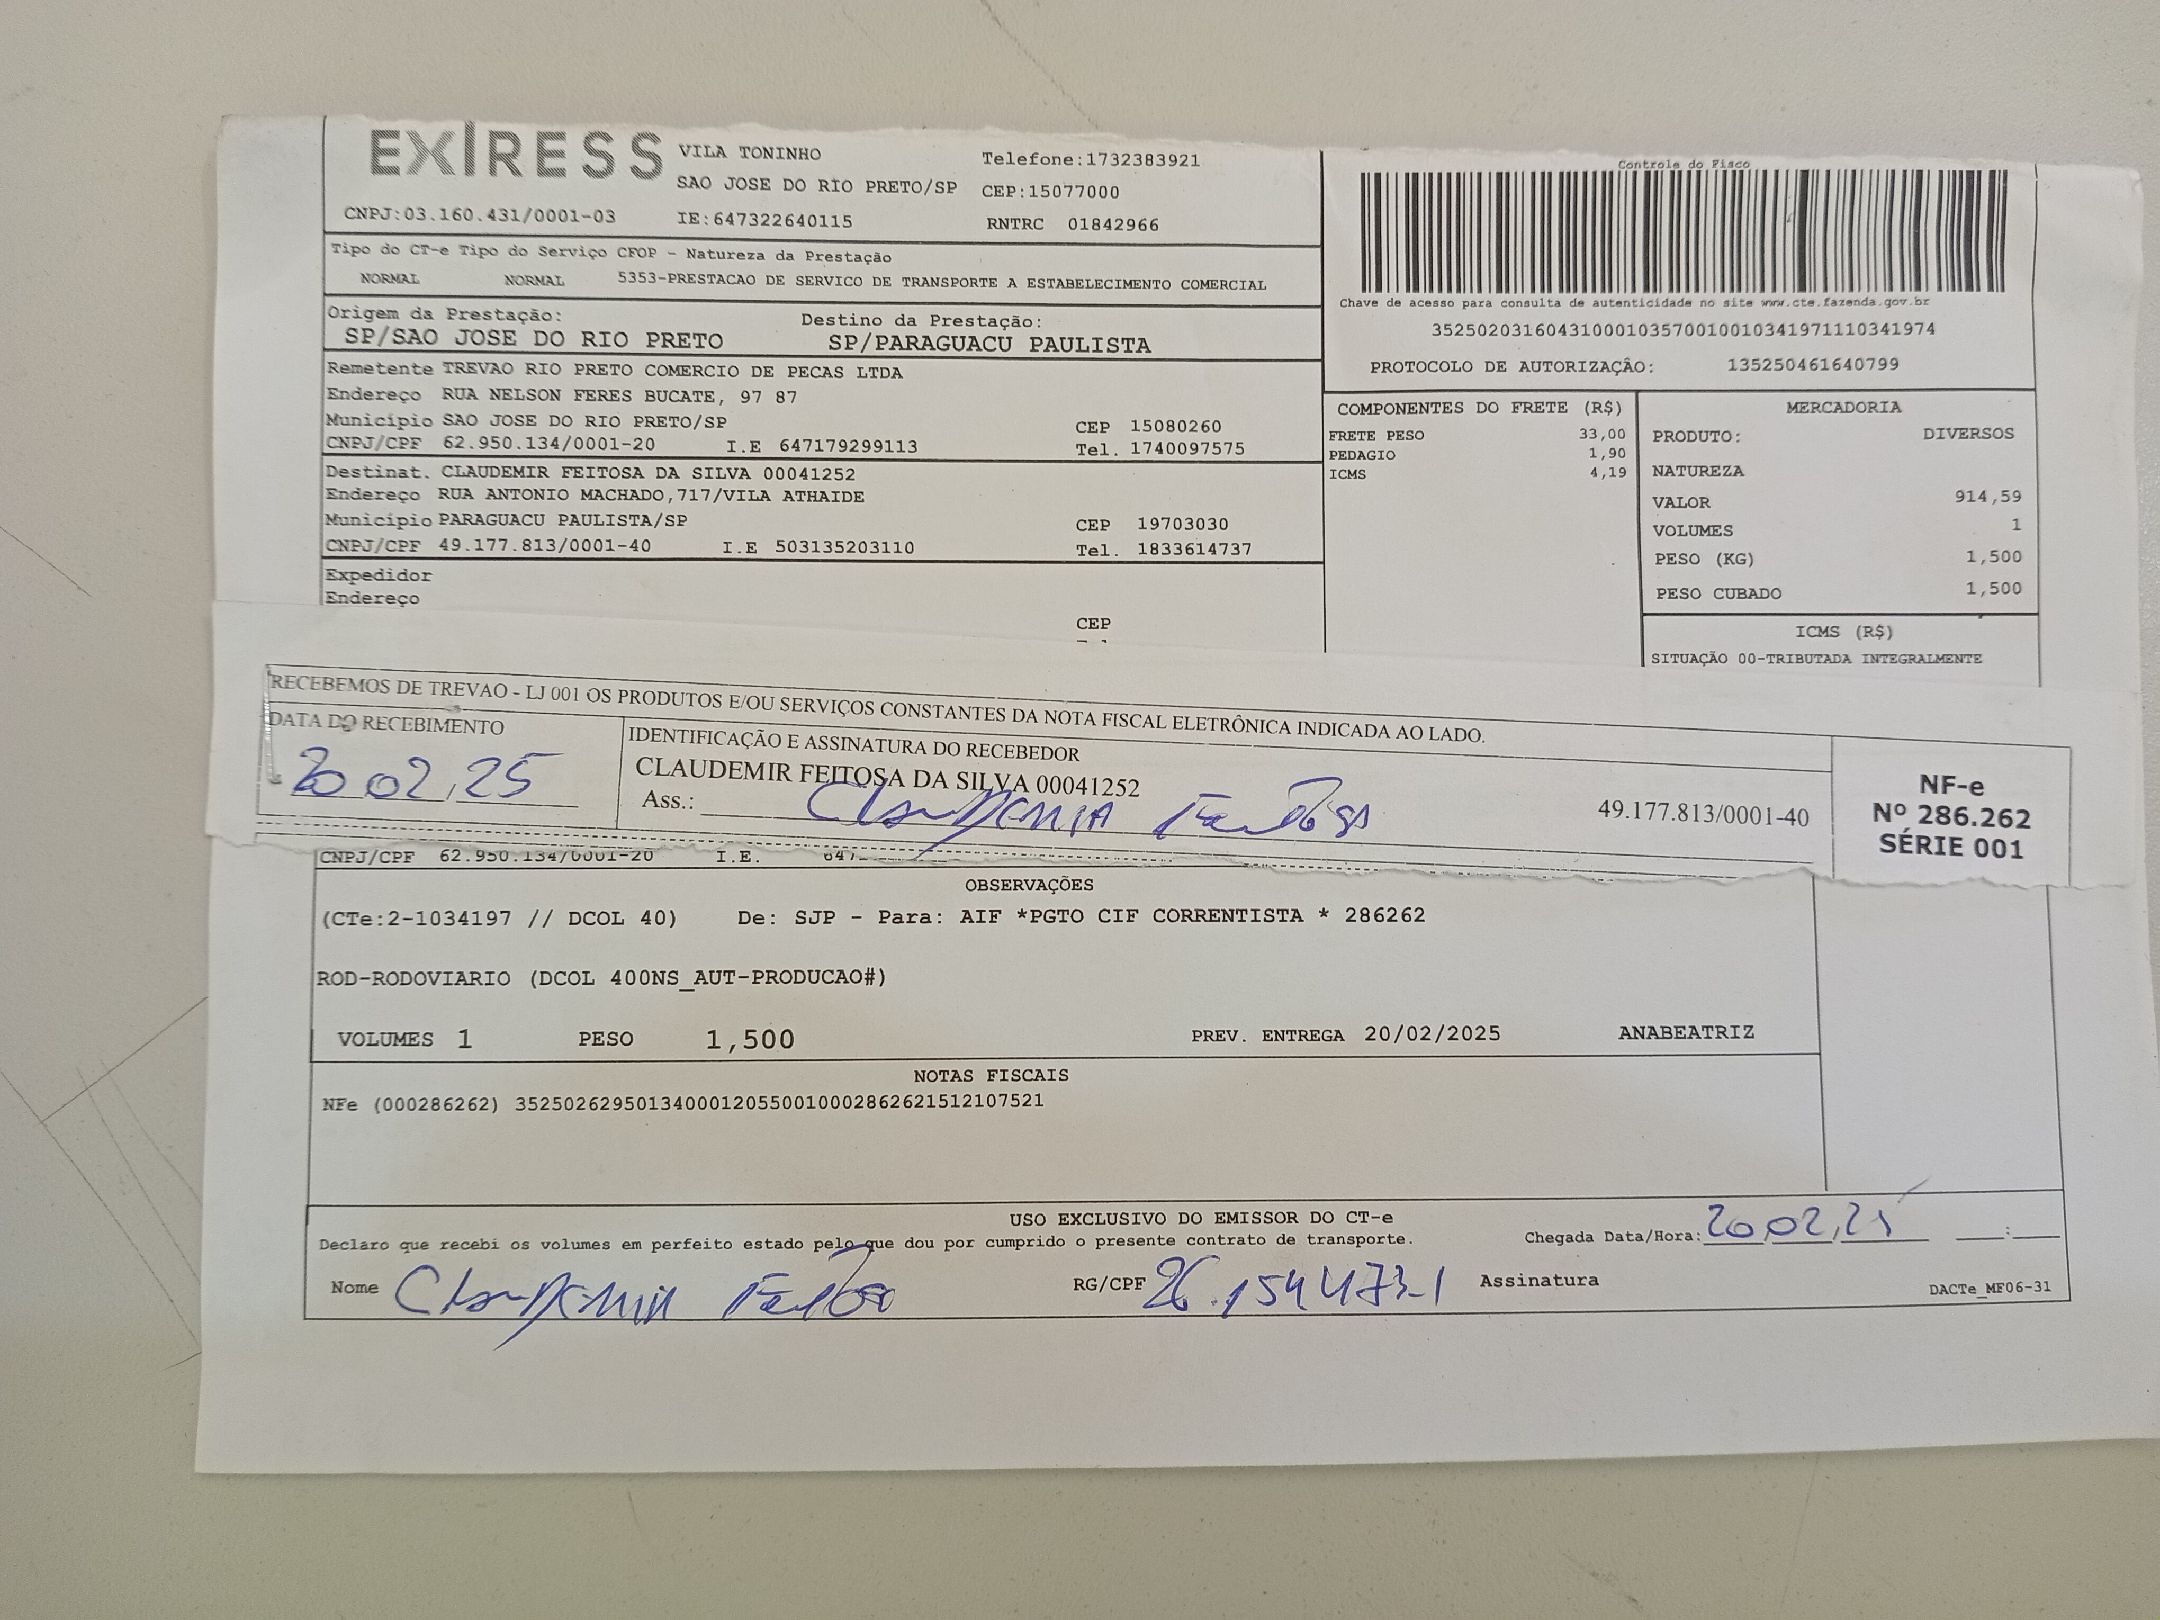 EXPRESS
VILA TONINHO Telefone:1732383921
SAO JOSE DO RIO PRETO/SP CEP:15077000
CNPJ:03.160.431/0001-03 IE:647322640115 RNTRC 01842966
Controle do Fisco
Tipo do CT-e Tipo do Serviço CFOP - Natureza da Prestação
NORMAL NORMAL 5353-PRESTACAO DE SERVICO DE TRANSPORTE A ESTABELECIMENTO COMERCIAL
Chave de acesso para consulta de autenticidade no site www.cte.fazenda.gov.br
35250203160431000103570010010341971110341974
PROTOCOLO DE AUTORIZAÇÂO: 135250461640799
Origem da Prestação: Destino da Prestação:
SP/SAO JOSE DO RIO PRETO SP/PARAGUACU PAULISTA
Remetente TREVAO RIO PRETO COMERCIO DE PECAS LTDA
Endereço RUA NELSON FERES BUCATE, 97 87
Município SAO JOSE DO RIO PRETO/SP CEP 15080260
CNPJ/CPF 62.950.134/0001-20 I.E 647179299113 Tel. 1740097575
Destinat. CLAUDEMIR FEITOSA DA SILVA 00041252
Endereço RUA ANTONIO MACHADO,717/VILA ATHAIDE
Município PARAGUACU PAULISTA/SP CEP 19703030
CNPJ/CPF 49.177.813/0001-40 I.E 503135203110 Tel. 1833614737
Expedidor
Endereço
CEP
COMPONENTES DO FRETE (R$)
FRETE PESO 33,00
PEDAGIO 1,90
ICMS 4,19
MERCADORIA
PRODUTO: DIVERSOS
NATUREZA
VALOR 914,59
VOLUMES 1
PESO (KG) 1,500
PESO CUBADO 1,500
ICMS (R$)
SITUAÇÃO 00-TRIBUTADA INTEGRALMENTE
RECEBEMOS DE TREVAO - LJ 001 OS PRODUTOS E/OU SERVIÇOS CONSTANTES DA NOTA FISCAL ELETRÔNICA INDICADA AO LADO.
DATA DO RECEBIMENTO
20 02, 25
IDENTIFICAÇÃO E ASSINATURA DO RECEBEDOR
CLAUDEMIR FEITOSA DA SILVA 00041252
Ass.: 49.177.813/0001-40
NF-e
Nº 286.262
SÉRIE 001
CNPJ/CPF 62.950.134/0001-20 I.E. 647
OBSERVAÇÕES
(CTe:2-1034197 // DCOL 40) De: SJP - Para: AIF *PGTO CIF CORRENTISTA * 286262
ROD-RODOVIARIO (DCOL 400NS_AUT-PRODUCAO#)
VOLUMES 1 PESO 1,500 PREV. ENTREGA 20/02/2025 ANABEATRIZ
NOTAS FISCAIS
NFe (000286262) 35250262950134000120550010002862621512107521
USO EXCLUSIVO DO EMISSOR DO CT-e
Declaro que recebi os volumes em perfeito estado pelo que dou por cumprido o presente contrato de transporte. Chegada Data/Hora: 20,02,25 :
Nome RG/CPF 26.154473-1 Assinatura
DACTe_MF06-31